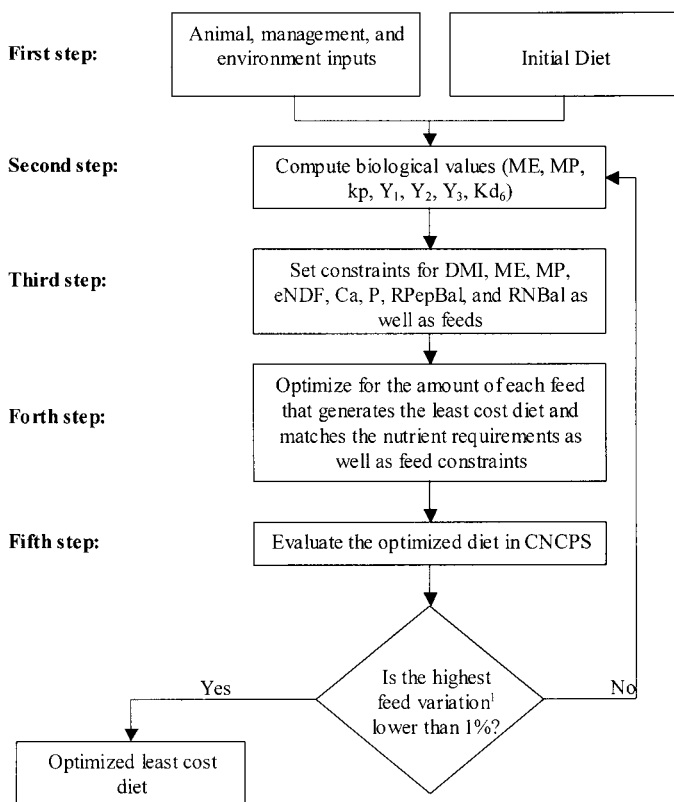 First step:
Animal, management, and
environment inputs
Initial Diet
Second step:
Compute biological values (ME, MP,
kp, Y₁, Y₂, Y₃, Kd₆)
Third step:
Set constraints for DMI, ME, MP,
eNDF, Ca, P, RPepBal, and RNBal as
well as feeds
Forth step:
Optimize for the amount of each feed
that generates the least cost diet and
matches the nutrient requirements as
well as feed constraints
Fifth step:
Evaluate the optimized diet in CNCPS
Is the highest
feed variation¹
lower than 1%?
Yes
No
Optimized least cost
diet